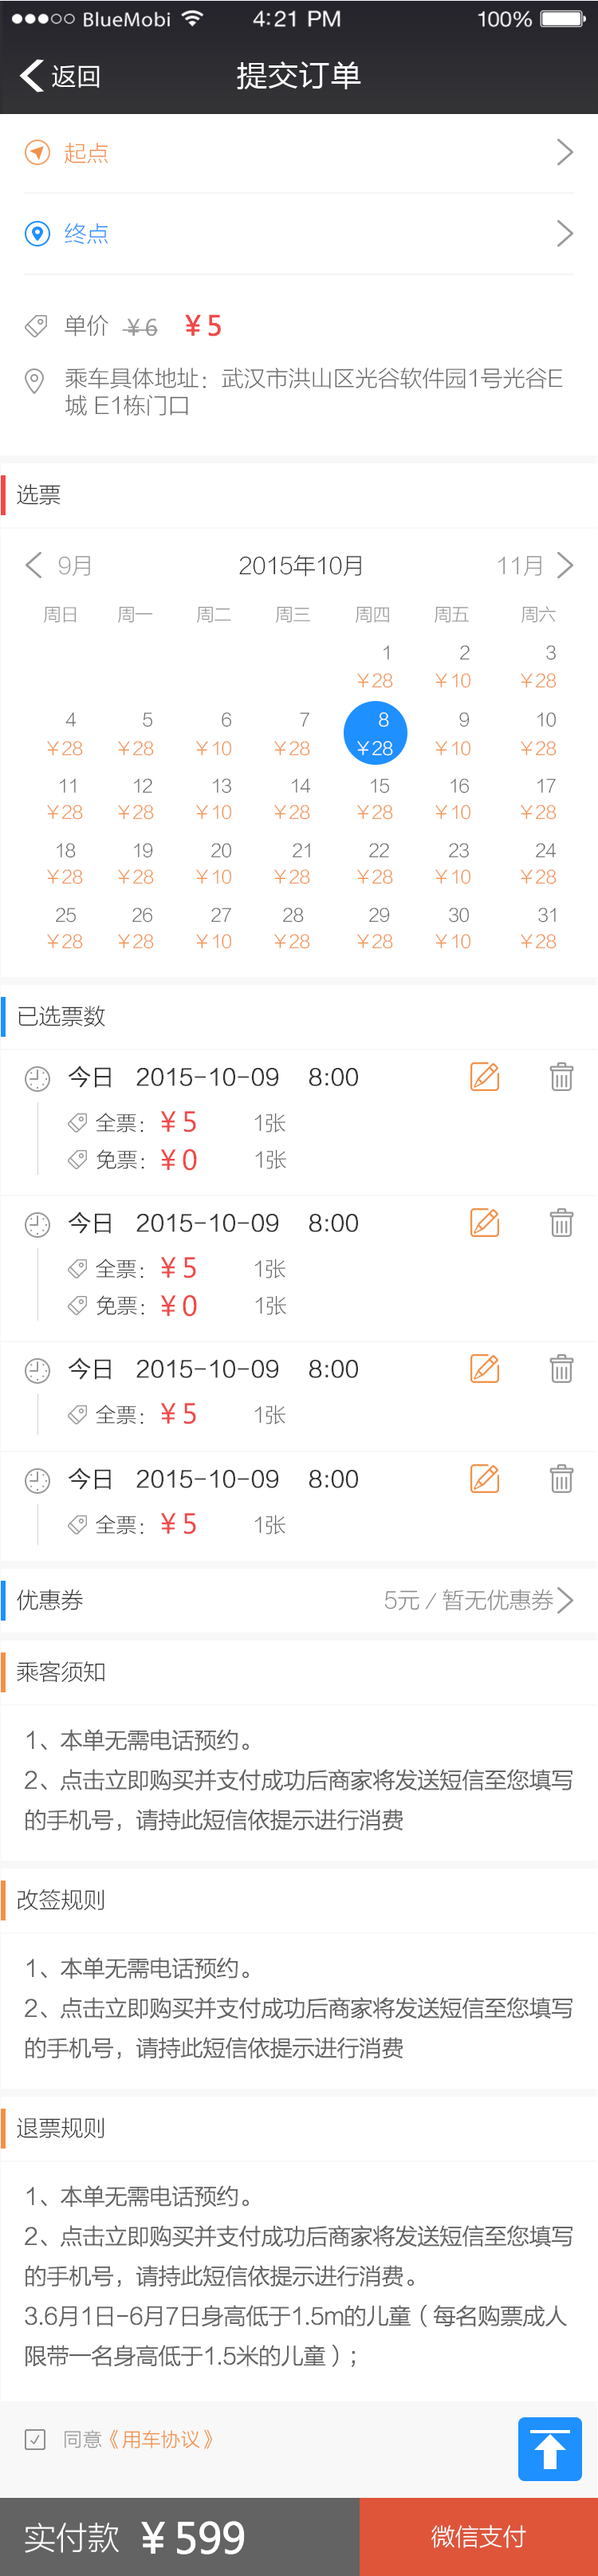 BlueMobi 4:21 PM 100%
返回 提交订单
起点
终点
单价 ¥6 ¥5
乘车具体地址：武汉市洪山区光谷软件园1号光谷E
城 E1栋门口
选票
9月 2015年10月 11月
周日 周一 周二 周三 周四 周五 周六
1 2 3
¥28 ¥10 ¥28
4 5 6 7 8 9 10
¥28 ¥28 ¥10 ¥28 ¥28 ¥10 ¥28
11 12 13 14 15 16 17
¥28 ¥28 ¥10 ¥28 ¥28 ¥10 ¥28
18 19 20 21 22 23 24
¥28 ¥28 ¥10 ¥28 ¥28 ¥10 ¥28
25 26 27 28 29 30 31
¥28 ¥28 ¥10 ¥28 ¥28 ¥10 ¥28
已选票数
今日 2015-10-09 8:00
全票：¥5 1张
免票：¥0 1张
今日 2015-10-09 8:00
全票：¥5 1张
免票：¥0 1张
今日 2015-10-09 8:00
全票：¥5 1张
今日 2015-10-09 8:00
全票：¥5 1张
优惠券 5元 / 暂无优惠券
乘客须知
1、本单无需电话预约。
2、点击立即购买并支付成功后商家将发送短信至您填写
的手机号，请持此短信依提示进行消费
改签规则
1、本单无需电话预约。
2、点击立即购买并支付成功后商家将发送短信至您填写
的手机号，请持此短信依提示进行消费
退票规则
1、本单无需电话预约。
2、点击立即购买并支付成功后商家将发送短信至您填写
的手机号，请持此短信依提示进行消费。
3.6月1日-6月7日身高低于1.5m的儿童（每名购票成人
限带一名身高低于1.5米的儿童）；
同意《用车协议》
实付款 ¥599 微信支付